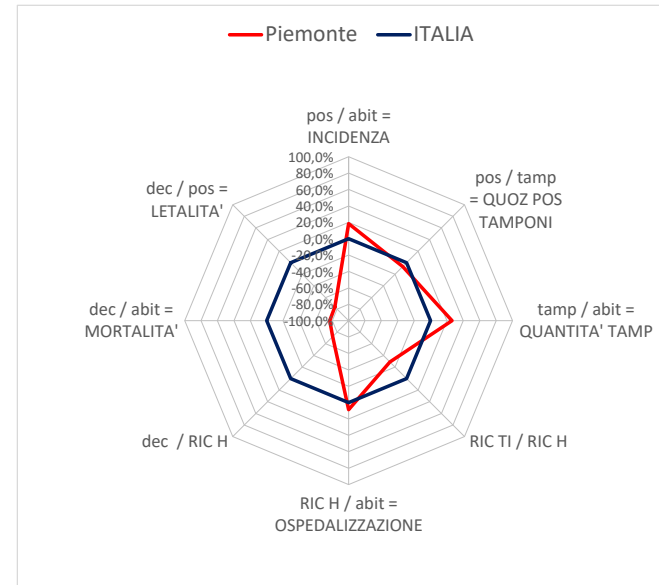 Piemonte ITALIA
pos / abit =
INCIDENZA
pos / tamp
= QUOZ POS
TAMPONI
tamp / abit =
QUANTITA' TAMP
RIC TI / RIC H
RIC H / abit =
OSPEDALIZZAZIONE
dec / RIC H
dec / abit =
MORTALITA'
dec / pos =
LETALITA'
100,0%
80,0%
60,0%
40,0%
20,0%
0,0%
-20,0%
-40,0%
-60,0%
-80,0%
-100,0%